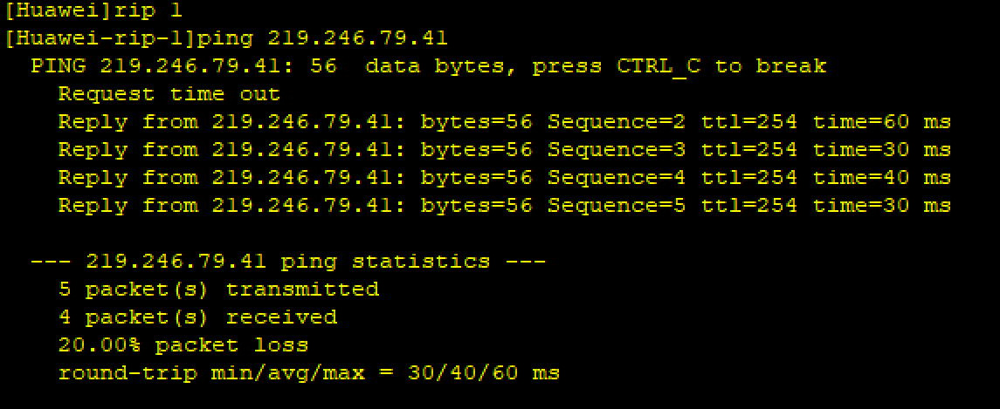 [Huawei]rip 1
[Huawei-rip-1]ping 219.246.79.41
PING 219.246.79.41: 56  data bytes, press CTRL_C to break
Request time out
Reply from 219.246.79.41: bytes=56 Sequence=2 ttl=254 time=60 ms
Reply from 219.246.79.41: bytes=56 Sequence=3 ttl=254 time=30 ms
Reply from 219.246.79.41: bytes=56 Sequence=4 ttl=254 time=40 ms
Reply from 219.246.79.41: bytes=56 Sequence=5 ttl=254 time=30 ms
--- 219.246.79.41 ping statistics ---
5 packet(s) transmitted
4 packet(s) received
20.00% packet loss
round-trip min/avg/max = 30/40/60 ms